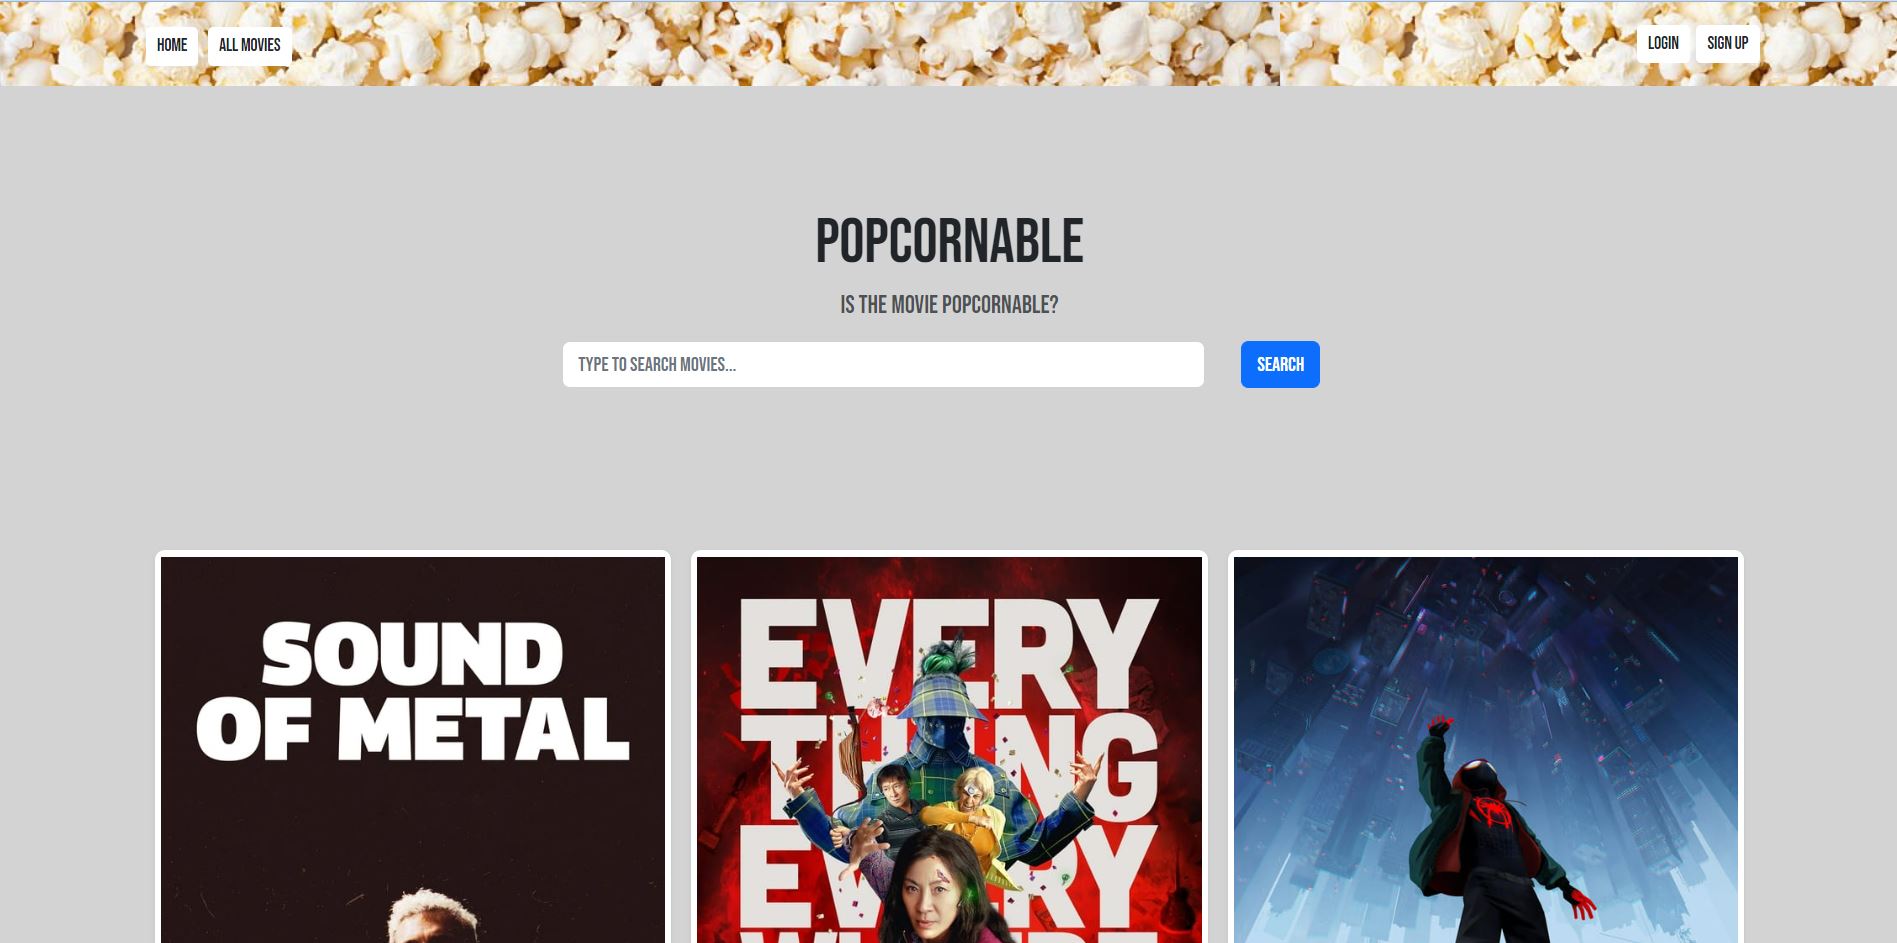 HOME
ALL MOVIES
LOGIN
SIGN UP
POPCORNABLE
IS THE MOVIE POPCORNABLE?
TYPE TO SEARCH MOVIES...
SEARCH
SOUND
OF METAL
EVERY
THING
EVERY